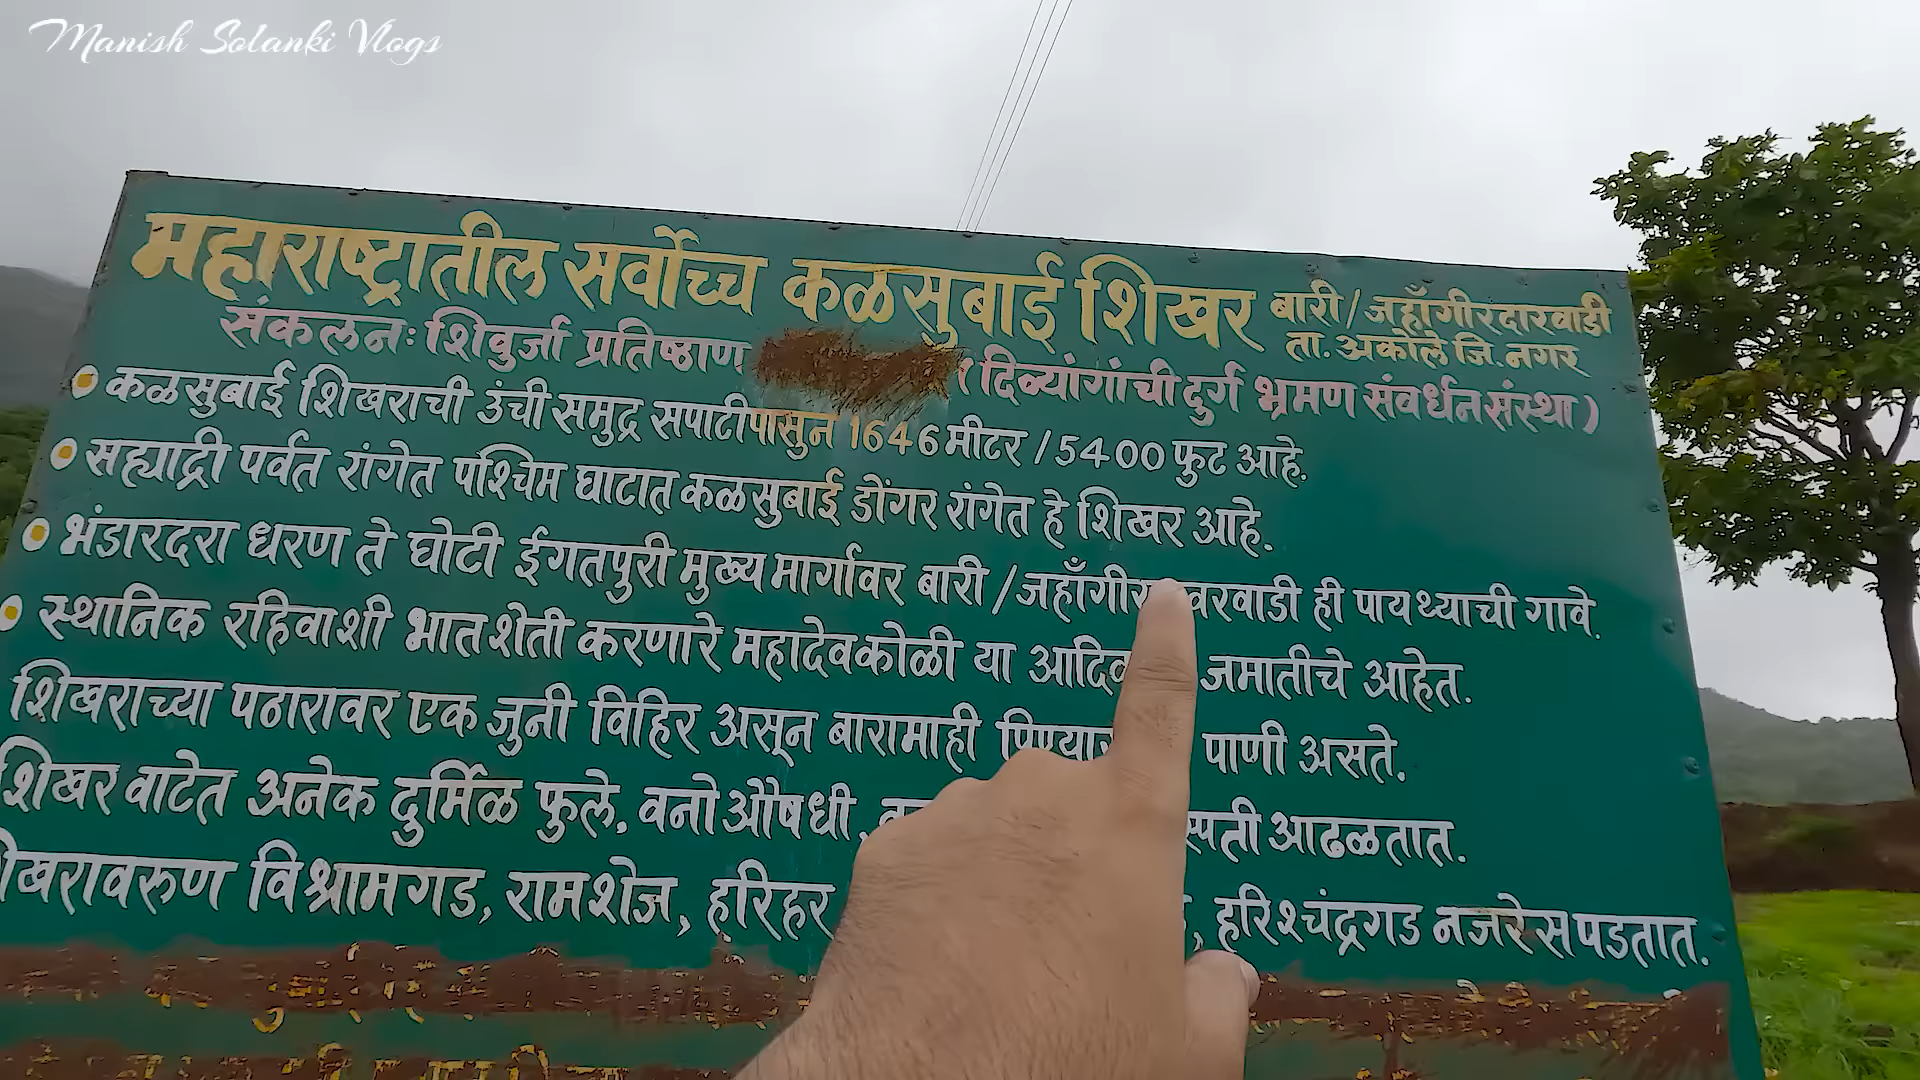 Manish Solanki Vlogs
महाराष्ट्रातील सर्वोच्च कळसुबाई शिखर बारी / जहाँगीरदारवाडी
ता. अकोले जि. नगर
संकलन: शिवुर्जा प्रतिष्ठाण (दिव्यांगांची दुर्ग भ्रमण संवर्धन संस्था)
कळसुबाई शिखराची उंची समुद्र सपाटीपासुन 1646 मीटर / 5400 फुट आहे.
सह्याद्री पर्वत रांगेत पश्चिम घाटात कळसुबाई डोंगर रांगेत हे शिखर आहे.
भंडारदरा धरण ते घोटी ईगतपुरी मुख्य मार्गावर बारी / ही पायथ्याची गावे.
स्थानिक रहिवाशी भातशेती करणारे महादेवकोळी या जमातीचे आहेत.
शिखराच्या पठारावर एक जुनी विहिर असून बारामाही पाणी असते.
शिखर वाटेत अनेक दुर्मिळ फुले, वनोऔषधी, आढळतात.
विश्रामगड, रामशेज, हरिहर , हरिश्चंद्रगड नजरेस पडतात.